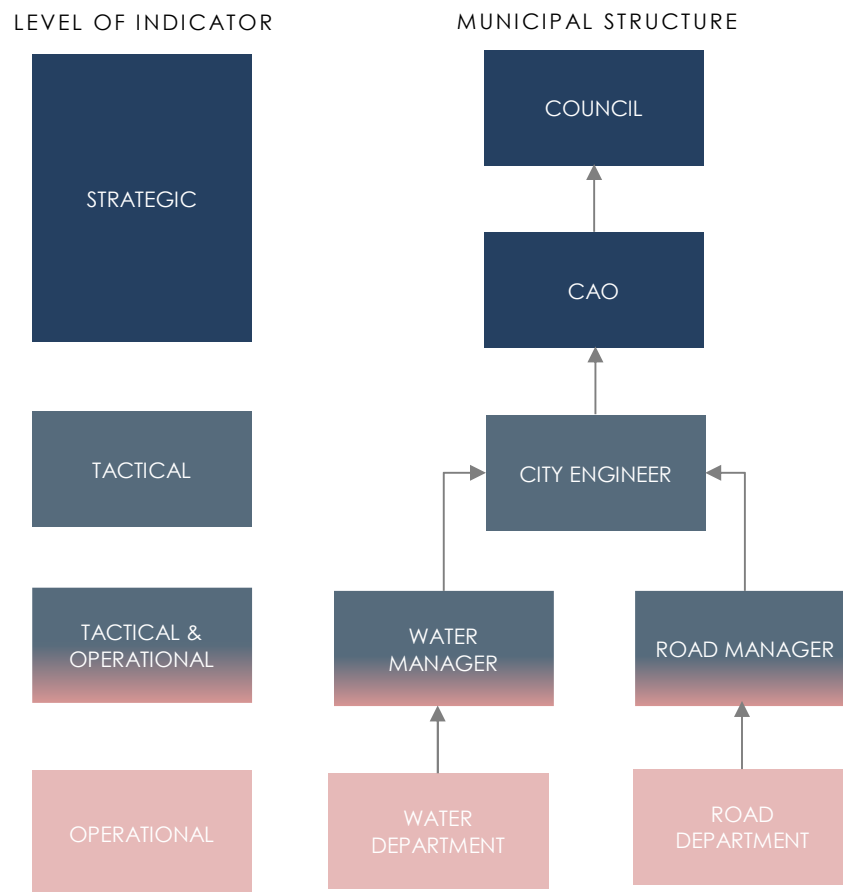 LEVEL OF INDICATOR
MUNICIPAL STRUCTURE
STRATEGIC
COUNCIL
CAO
TACTICAL
CITY ENGINEER
TACTICAL &
OPERATIONAL
WATER
MANAGER
ROAD MANAGER
OPERATIONAL
WATER
DEPARTMENT
ROAD
DEPARTMENT